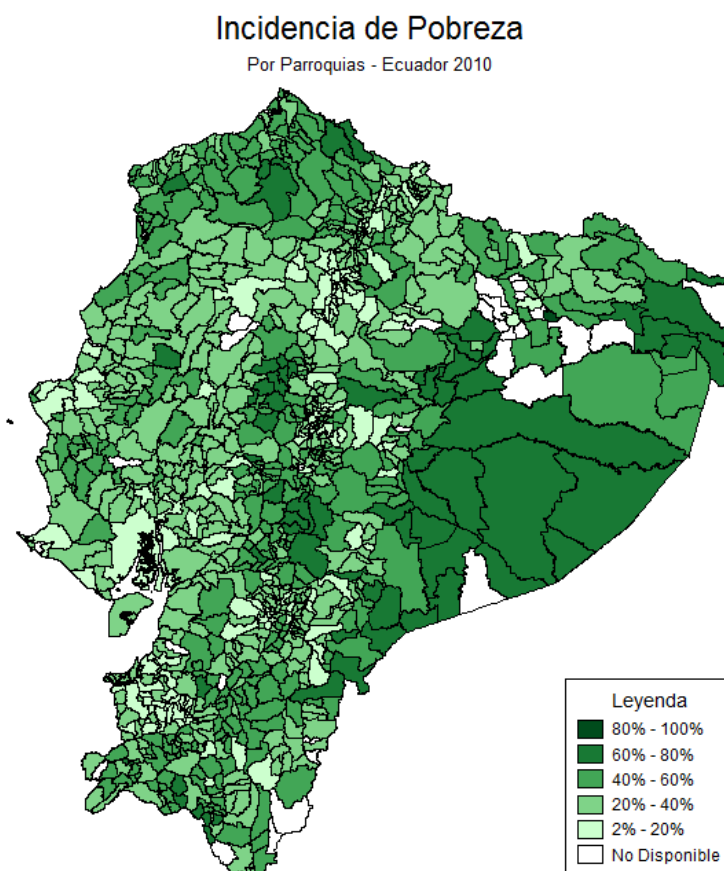 Incidencia de Pobreza
Por Parroquias - Ecuador 2010
Leyenda
80% - 100%
60% - 80%
40% - 60%
20% - 40%
2% - 20%
No Disponible